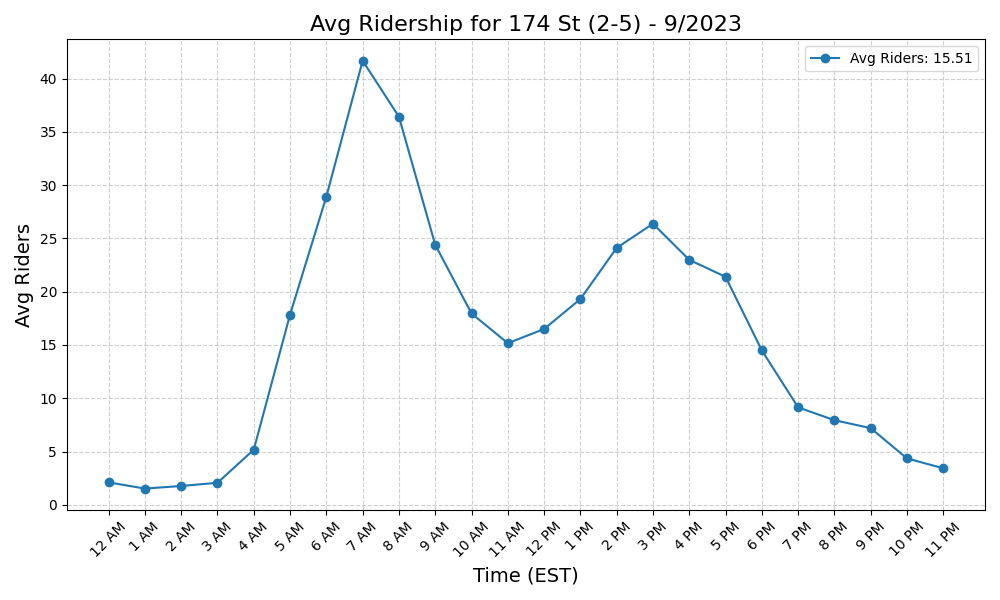 Avg Ridership for 174 St (2-5) - 9/2023
Avg Riders: 15.51
Avg Riders
40
35
30
25
20
15
10
5
0
12 AM
1 AM
2 AM
3 AM
4 AM
5 AM
6 AM
7 AM
8 AM
9 AM
10 AM
11 AM
12 PM
1 PM
2 PM
3 PM
4 PM
5 PM
6 PM
7 PM
8 PM
9 PM
10 PM
11 PM
Time (EST)